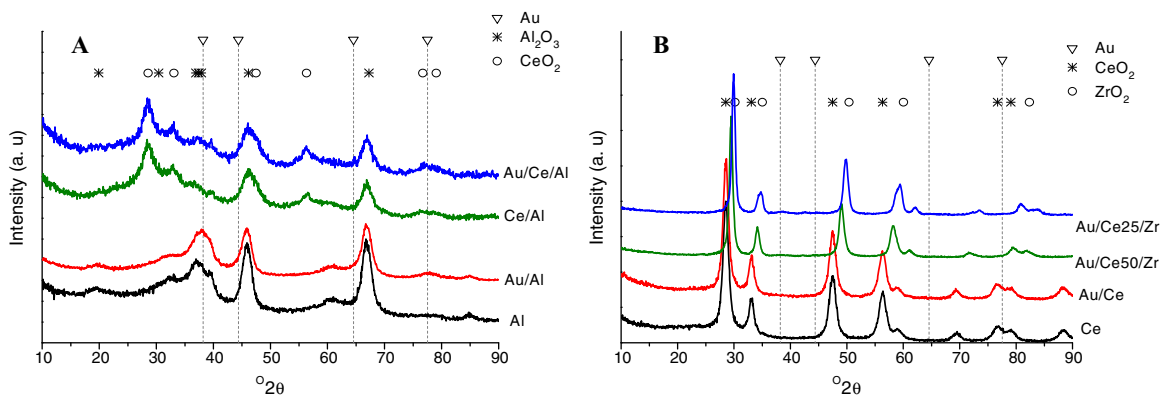 A
▽ Au
✳ Al₂O₃
○ CeO₂
Intensity (a. u)
Au/Ce/Al
Ce/Al
Au/Al
Al
10 20 30 40 50 60 70 80 90
°2θ
B
▽ Au
✳ CeO₂
○ ZrO₂
Intensity (a. u)
Au/Ce25/Zr
Au/Ce50/Zr
Au/Ce
Ce
10 20 30 40 50 60 70 80 90
°2θ